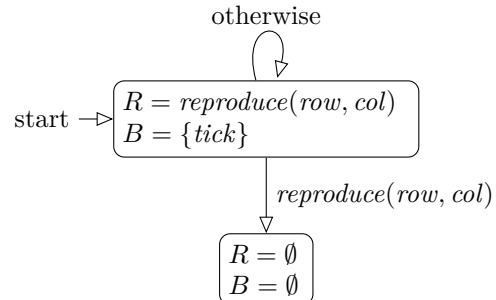 otherwise
start
R = reproduce(row, col)
B = {tick}
reproduce(row, col)
R = ∅
B = ∅